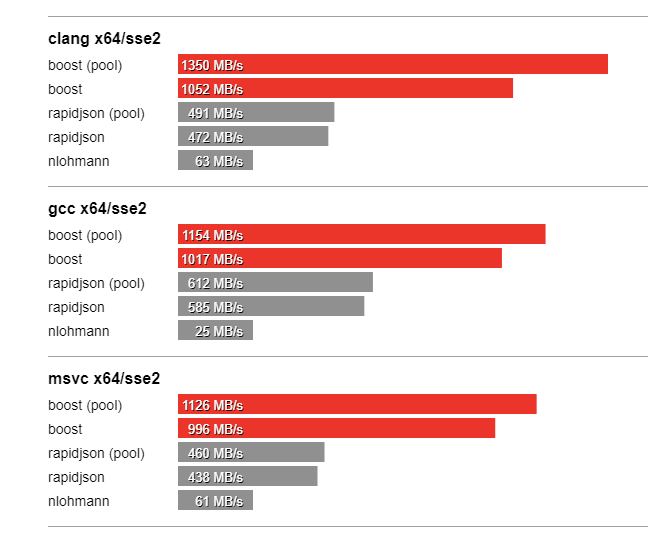 clang x64/sse2
boost (pool) 1350 MB/s
boost 1052 MB/s
rapidjson (pool) 491 MB/s
rapidjson 472 MB/s
nlohmann 63 MB/s
gcc x64/sse2
boost (pool) 1154 MB/s
boost 1017 MB/s
rapidjson (pool) 612 MB/s
rapidjson 585 MB/s
nlohmann 25 MB/s
msvc x64/sse2
boost (pool) 1126 MB/s
boost 996 MB/s
rapidjson (pool) 460 MB/s
rapidjson 438 MB/s
nlohmann 61 MB/s